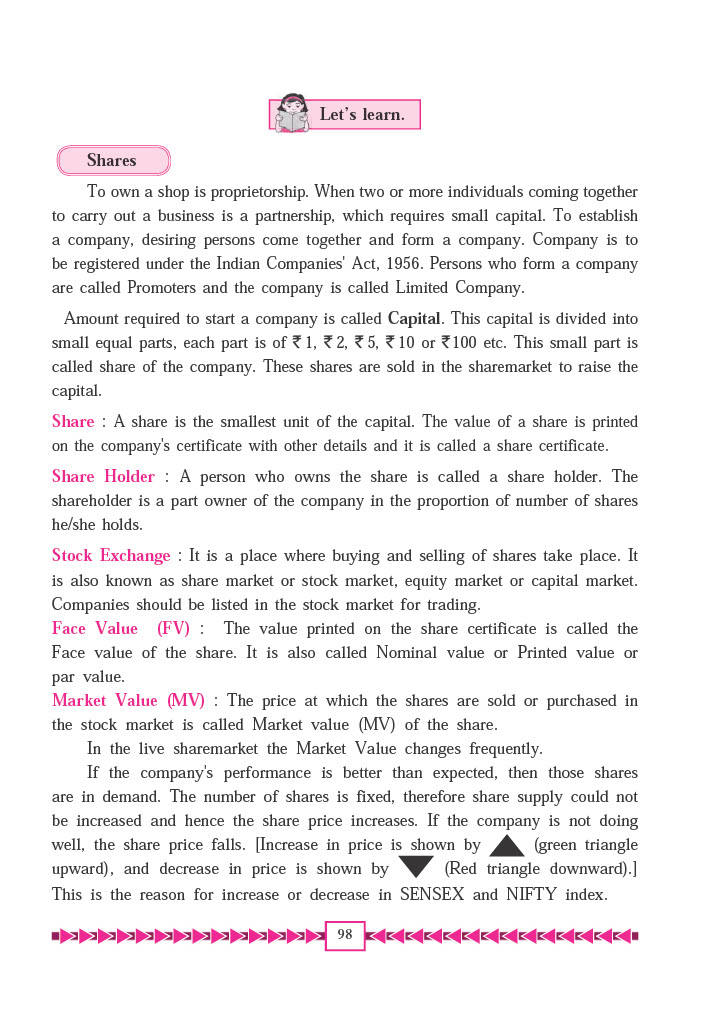 Let's learn.
Shares
To own a shop is proprietorship. When two or more individuals coming together
to carry out a business is a partnership, which requires small capital. To establish
a company, desiring persons come together and form a company. Company is to
be registered under the Indian Companies' Act, 1956. Persons who form a company
are called Promoters and the company is called Limited Company.
Amount required to start a company is called Capital. This capital is divided into
small equal parts, each part is of ₹ 1, ₹ 2, ₹ 5, ₹ 10 or ₹100 etc. This small part is
called share of the company. These shares are sold in the sharemarket to raise the
capital.
Share : A share is the smallest unit of the capital. The value of a share is printed
on the company's certificate with other details and it is called a share certificate.
Share Holder : A person who owns the share is called a share holder. The
shareholder is a part owner of the company in the proportion of number of shares
he/she holds.
Stock Exchange : It is a place where buying and selling of shares take place. It
is also known as share market or stock market, equity market or capital market.
Companies should be listed in the stock market for trading.
Face Value (FV) : The value printed on the share certificate is called the
Face value of the share. It is also called Nominal value or Printed value or
par value.
Market Value (MV) : The price at which the shares are sold or purchased in
the stock market is called Market value (MV) of the share.
In the live sharemarket the Market Value changes frequently.
If the company's performance is better than expected, then those shares
are in demand. The number of shares is fixed, therefore share supply could not
be increased and hence the share price increases. If the company is not doing
well, the share price falls. [Increase in price is shown by ▲ (green triangle
upward), and decrease in price is shown by ▼ (Red triangle downward).]
This is the reason for increase or decrease in SENSEX and NIFTY index.
98